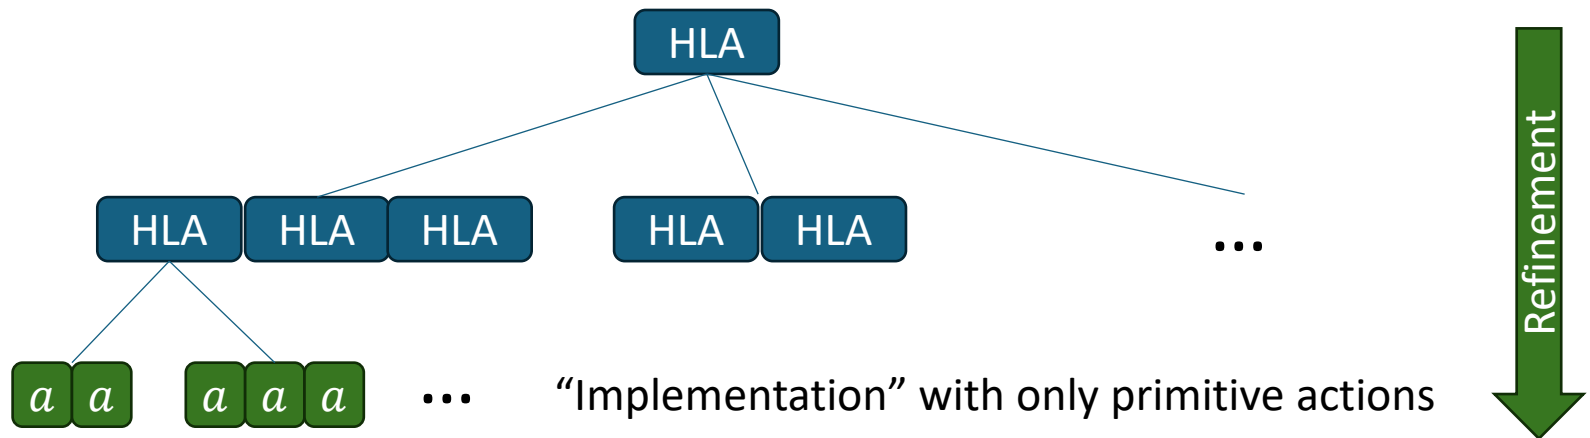 HLA
HLA HLA HLA HLA HLA ...
a a a a a ... “Implementation” with only primitive actions
Refinement